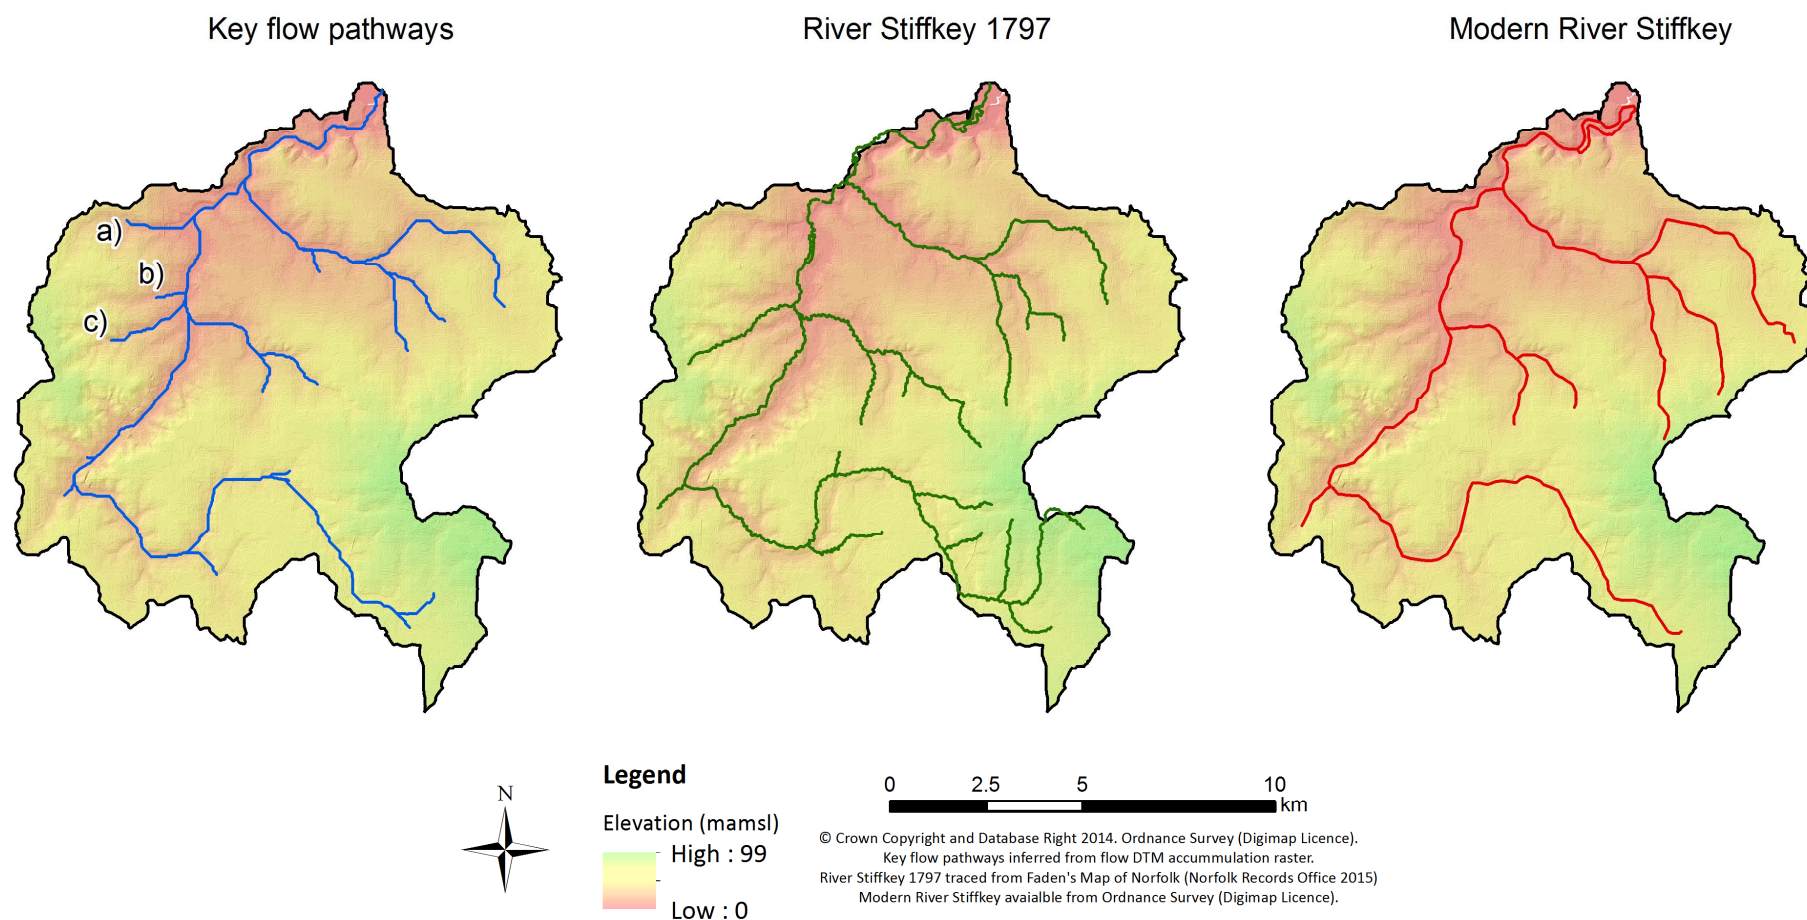 Key flow pathways
River Stiffkey 1797
Modern River Stiffkey
a)
b)
c)
N
Legend
Elevation (mamsl)
High : 99
Low : 0
0 2.5 5 10
km
© Crown Copyright and Database Right 2014. Ordnance Survey (Digimap Licence).
Key flow pathways inferred from flow DTM accummulation raster.
River Stiffkey 1797 traced from Faden's Map of Norfolk (Norfolk Records Office 2015)
Modern River Stiffkey avaialble from Ordnance Survey (Digimap Licence).